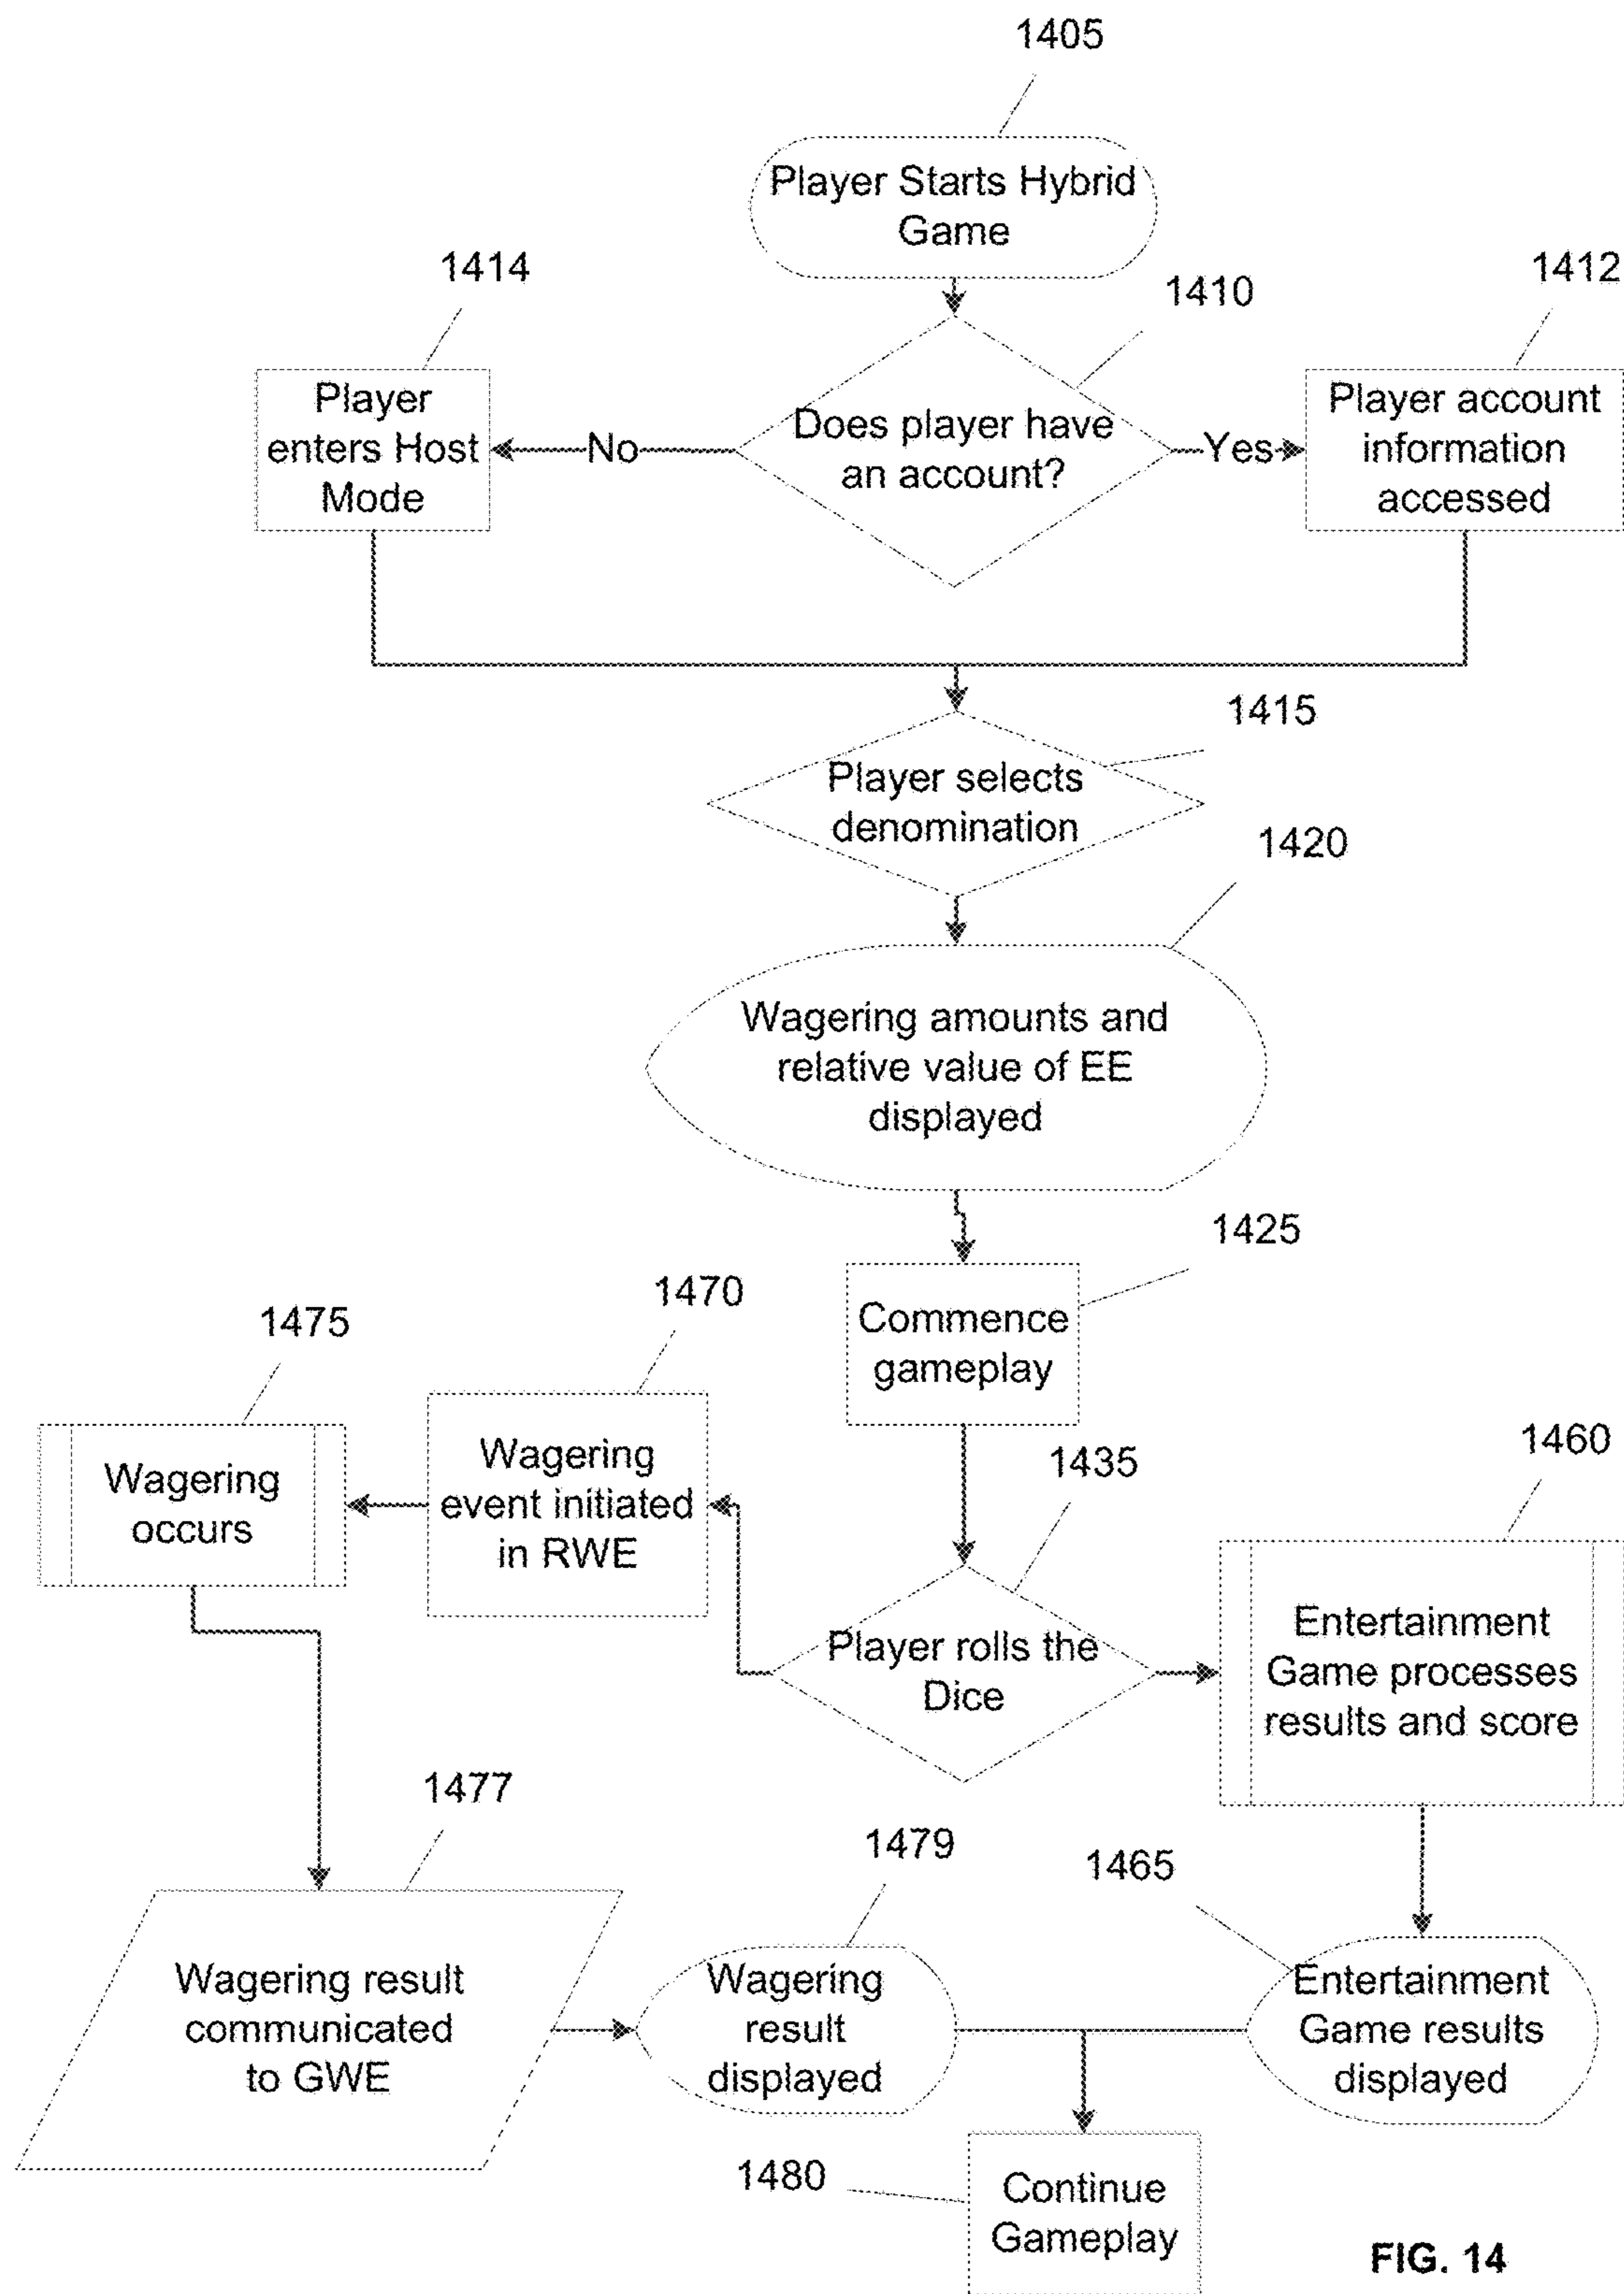 1405
Player Starts Hybrid
Game
1414
1410
1412
Player
enters Host
Mode
No
Does player have
an account?
Yes
Player account
information
accessed
1415
Player selects
denomination
1420
Wagering amounts and
relative value of EE
displayed
1425
Commence
gameplay
1470
1475
Wagering
event initiated
in RWE
Wagering
occurs
1435
1460
Player rolls the
Dice
Entertainment
Game processes
results and score
1477
1479
1465
Wagering result
communicated
to GWE
Wagering
result
displayed
Entertainment
Game results
displayed
1480
Continue
Gameplay
FIG. 14